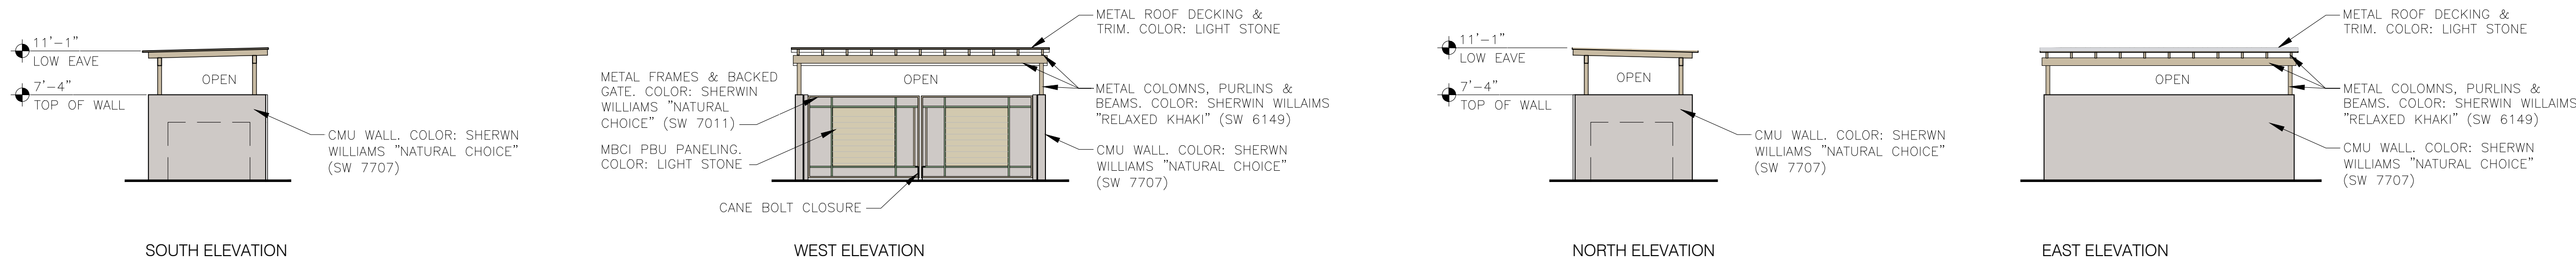 11'-1"
LOW EAVE
7'-4"
TOP OF WALL
OPEN
CMU WALL. COLOR: SHERWN
WILLIAMS "NATURAL CHOICE"
(SW 7707)
SOUTH ELEVATION
METAL FRAMES & BACKED
GATE. COLOR: SHERWIN
WILLIAMS "NATURAL
CHOICE" (SW 7011)
MBCI PBU PANELING.
COLOR: LIGHT STONE
CANE BOLT CLOSURE
OPEN
METAL ROOF DECKING &
TRIM. COLOR: LIGHT STONE
METAL COLOMNS, PURLINS &
BEAMS. COLOR: SHERWIN WILLAIMS
"RELAXED KHAKI" (SW 6149)
CMU WALL. COLOR: SHERWN
WILLIAMS "NATURAL CHOICE"
(SW 7707)
WEST ELEVATION
11'-1"
LOW EAVE
7'-4"
TOP OF WALL
OPEN
CMU WALL. COLOR: SHERWN
WILLIAMS "NATURAL CHOICE"
(SW 7707)
NORTH ELEVATION
OPEN
METAL ROOF DECKING &
TRIM. COLOR: LIGHT STONE
METAL COLOMNS, PURLINS &
BEAMS. COLOR: SHERWIN WILLAIMS
"RELAXED KHAKI" (SW 6149)
CMU WALL. COLOR: SHERWN
WILLIAMS "NATURAL CHOICE"
(SW 7707)
EAST ELEVATION